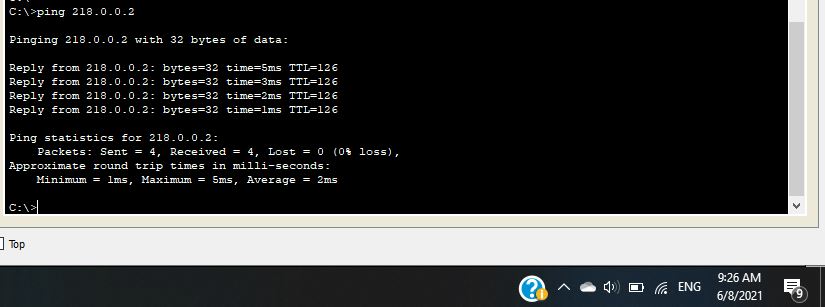 C:\>ping 218.0.0.2
Pinging 218.0.0.2 with 32 bytes of data:
Reply from 218.0.0.2: bytes=32 time=5ms TTL=126
Reply from 218.0.0.2: bytes=32 time=3ms TTL=126
Reply from 218.0.0.2: bytes=32 time=2ms TTL=126
Reply from 218.0.0.2: bytes=32 time=1ms TTL=126
Ping statistics for 218.0.0.2:
Packets: Sent = 4, Received = 4, Lost = 0 (0% loss),
Approximate round trip times in milli-seconds:
Minimum = 1ms, Maximum = 5ms, Average = 2ms
C:\>
Top
ENG
9:26 AM
6/8/2021
9